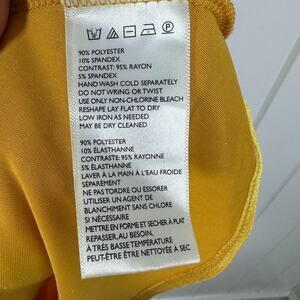 90% POLYESTER
10% SPANDEX
CONTRAST: 95% RAYON
5% SPANDEX
HAND WASH COLD SEPARATELY
DO NOT WRING OR TWIST
USE ONLY NON-CHLORINE BLEACH
RESHAPE LAY FLAT TO DRY
LOW IRON AS NEEDED
MAY BE DRY CLEANED
90% POLYESTER
10% ÉLASTHANNE
CONTRASTE: 95% RAYONNE
5% ÉLASTHANNE
LAVER À LA MAIN À L'EAU FROIDE
SÉPARÉMENT
NE PAS TORDRE OU ESSORER
UTILISER UN AGENT DE
BLANCHIMENT SANS CHLORE
SI NÉCESSAIRE
METTRE EN FORME ET SECHER À PLAT
REPASSER, AU BESOIN,
À TRÈS BASSE TEMPÉRATURE
PEUT-ÊTRE ÊTRE NETTOYÉE À SEC